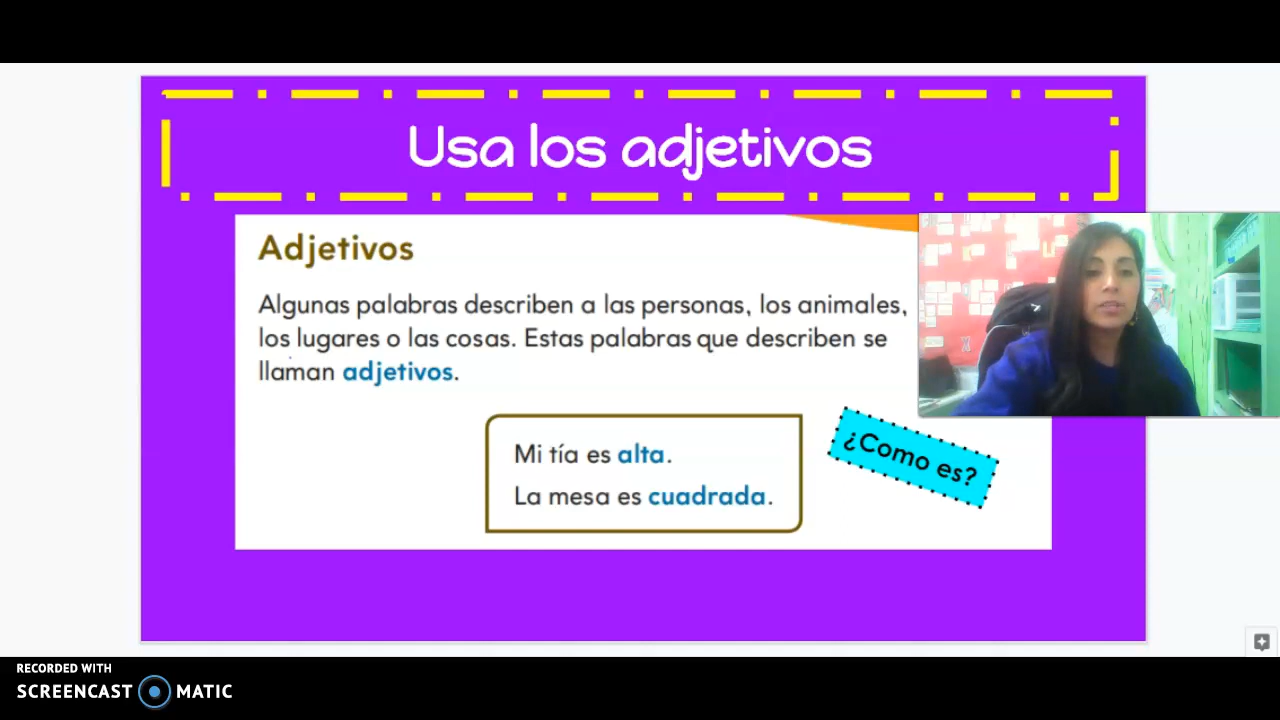 Usa los adjetivos
Adjetivos
Algunas palabras describen a las personas, los animales,
los lugares o las cosas. Estas palabras que describen se
llaman adjetivos.
Mi tía es alta.
La mesa es cuadrada.
¿Como es?
RECORDED WITH
SCREENCAST MATIC